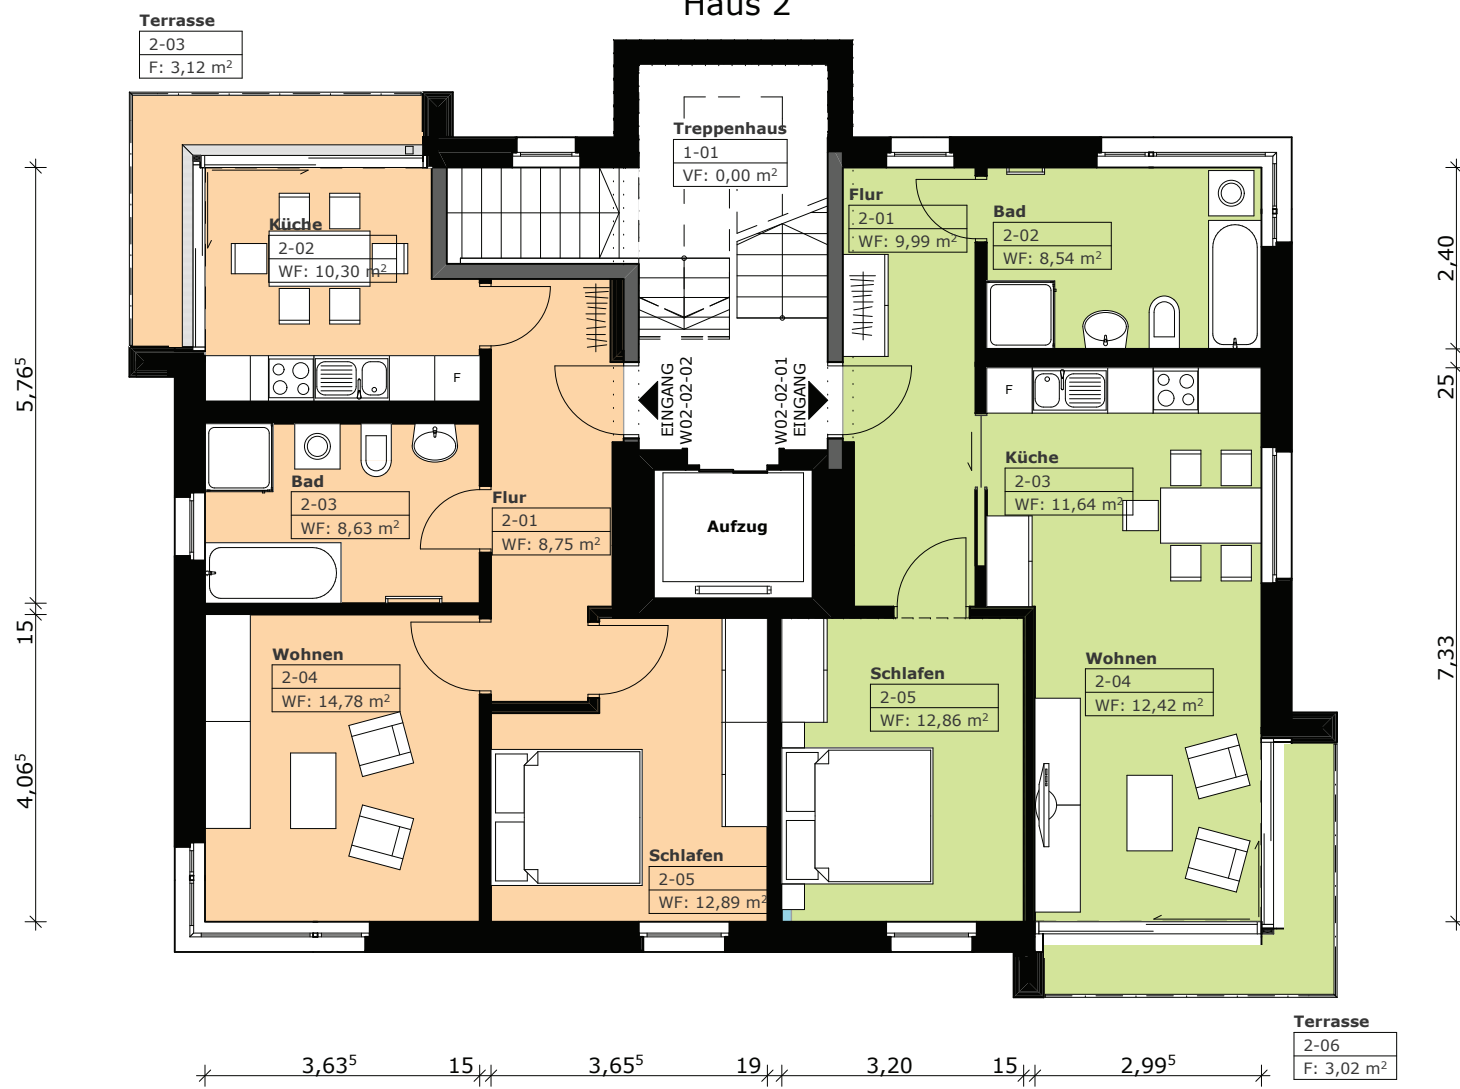 Haus 2
Terrasse
2-03
F: 3,12 m²
Treppenhaus
1-01
VF: 0,00 m²
Flur
2-01
WF: 9,99 m²
Bad
2-02
WF: 8,54 m²
Küche
2-02
WF: 10,30 m²
F
EINGANG
W02-02-02
W02-02-01
EINGANG
F
Küche
2-03
WF: 11,64 m²
Bad
2-03
WF: 8,63 m²
Flur
2-01
WF: 8,75 m²
Aufzug
Wohnen
2-04
WF: 14,78 m²
Schlafen
2-05
WF: 12,86 m²
Wohnen
2-04
WF: 12,42 m²
Schlafen
2-05
WF: 12,89 m²
Terrasse
2-06
F: 3,02 m²
5,76⁵
15
4,06⁵
2,40
25
7,33
3,63⁵
15
3,65⁵
19
3,20
15
2,99⁵